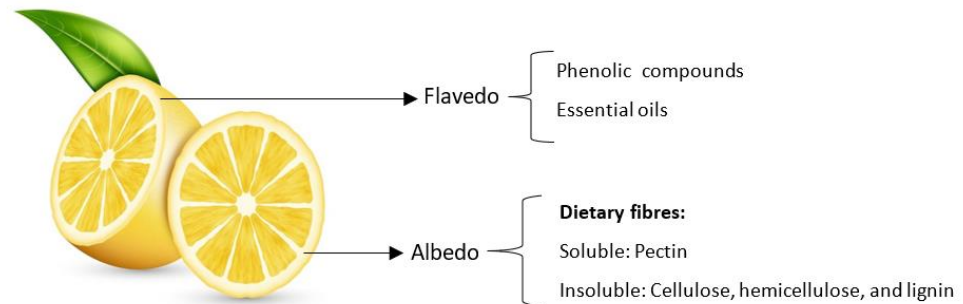 Flavedo
Phenolic compounds
Essential oils
Albedo
Dietary fibres:
Soluble: Pectin
Insoluble: Cellulose, hemicellulose, and lignin